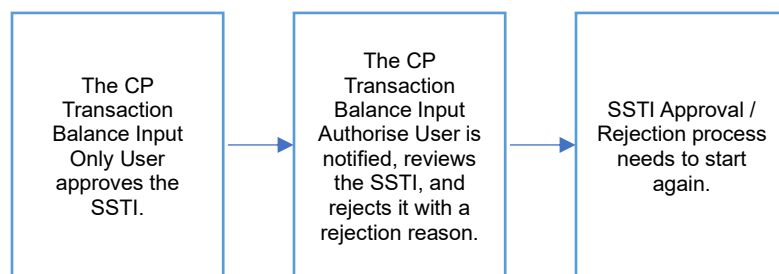 The CP
Transaction
Balance Input
Only User
approves the
SSTI.
The CP
Transaction
Balance Input
Authorise User is
notified, reviews
the SSTI, and
rejects it with a
rejection reason.
SSTI Approval /
Rejection process
needs to start
again.